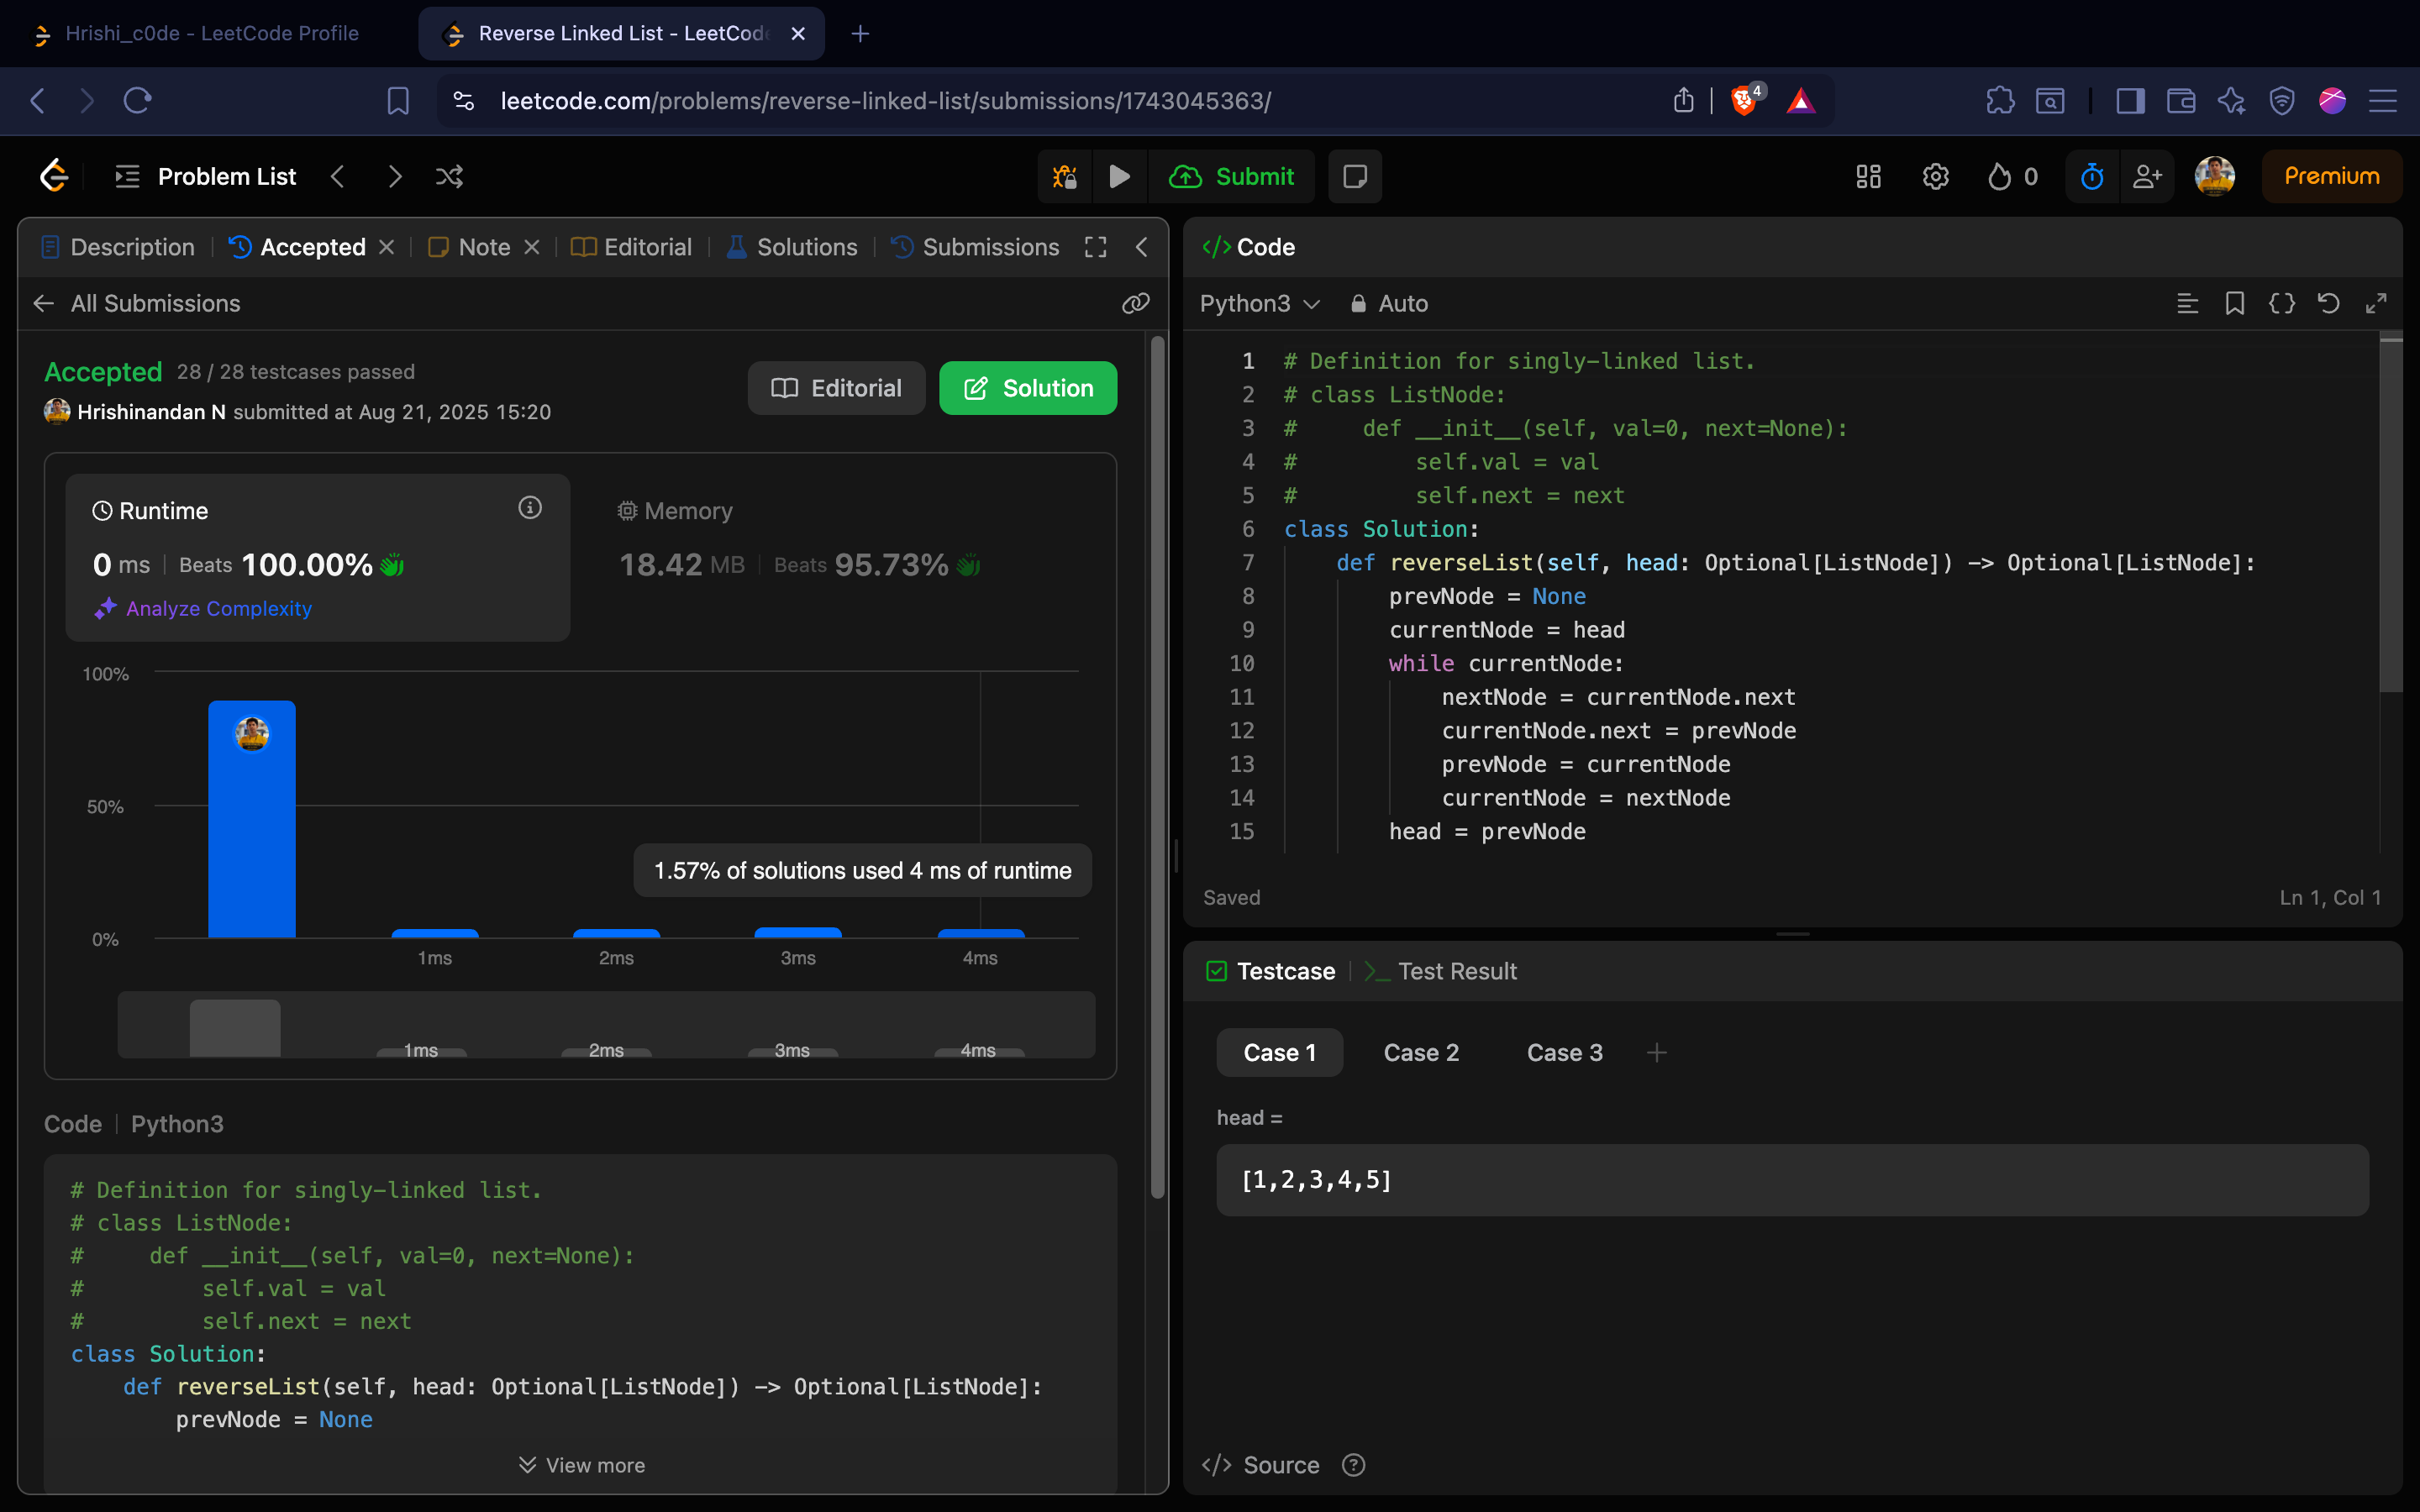 Hrishi_c0de - LeetCode Profile
Reverse Linked List - LeetCod
leetcode.com/problems/reverse-linked-list/submissions/1743045363/
4
Problem List
Submit
0
Premium
Description
Accepted
Note
Editorial
Solutions
Submissions
All Submissions
Accepted 28 / 28 testcases passed
Hrishinandan N submitted at Aug 21, 2025 15:20
Editorial
Solution
Runtime
0 ms Beats 100.00%
Analyze Complexity
Memory
18.42 MB Beats 95.73%
100%
50%
0%
1.57% of solutions used 4 ms of runtime
1ms 2ms 3ms 4ms
1ms 2ms 3ms 4ms
Code Python3
# Definition for singly-linked list.
# class ListNode:
#     def __init__(self, val=0, next=None):
#         self.val = val
#         self.next = next
class Solution:
    def reverseList(self, head: Optional[ListNode]) -> Optional[ListNode]:
        prevNode = None
View more
</> Code
Python3 Auto
1 # Definition for singly-linked list.
2 # class ListNode:
3 #     def __init__(self, val=0, next=None):
4 #         self.val = val
5 #         self.next = next
6 class Solution:
7     def reverseList(self, head: Optional[ListNode]) -> Optional[ListNode]:
8         prevNode = None
9         currentNode = head
10         while currentNode:
11             nextNode = currentNode.next
12             currentNode.next = prevNode
13             prevNode = currentNode
14             currentNode = nextNode
15         head = prevNode
Saved
Ln 1, Col 1
Testcase
>_ Test Result
Case 1 Case 2 Case 3 +
head =
[1,2,3,4,5]
</> Source ?